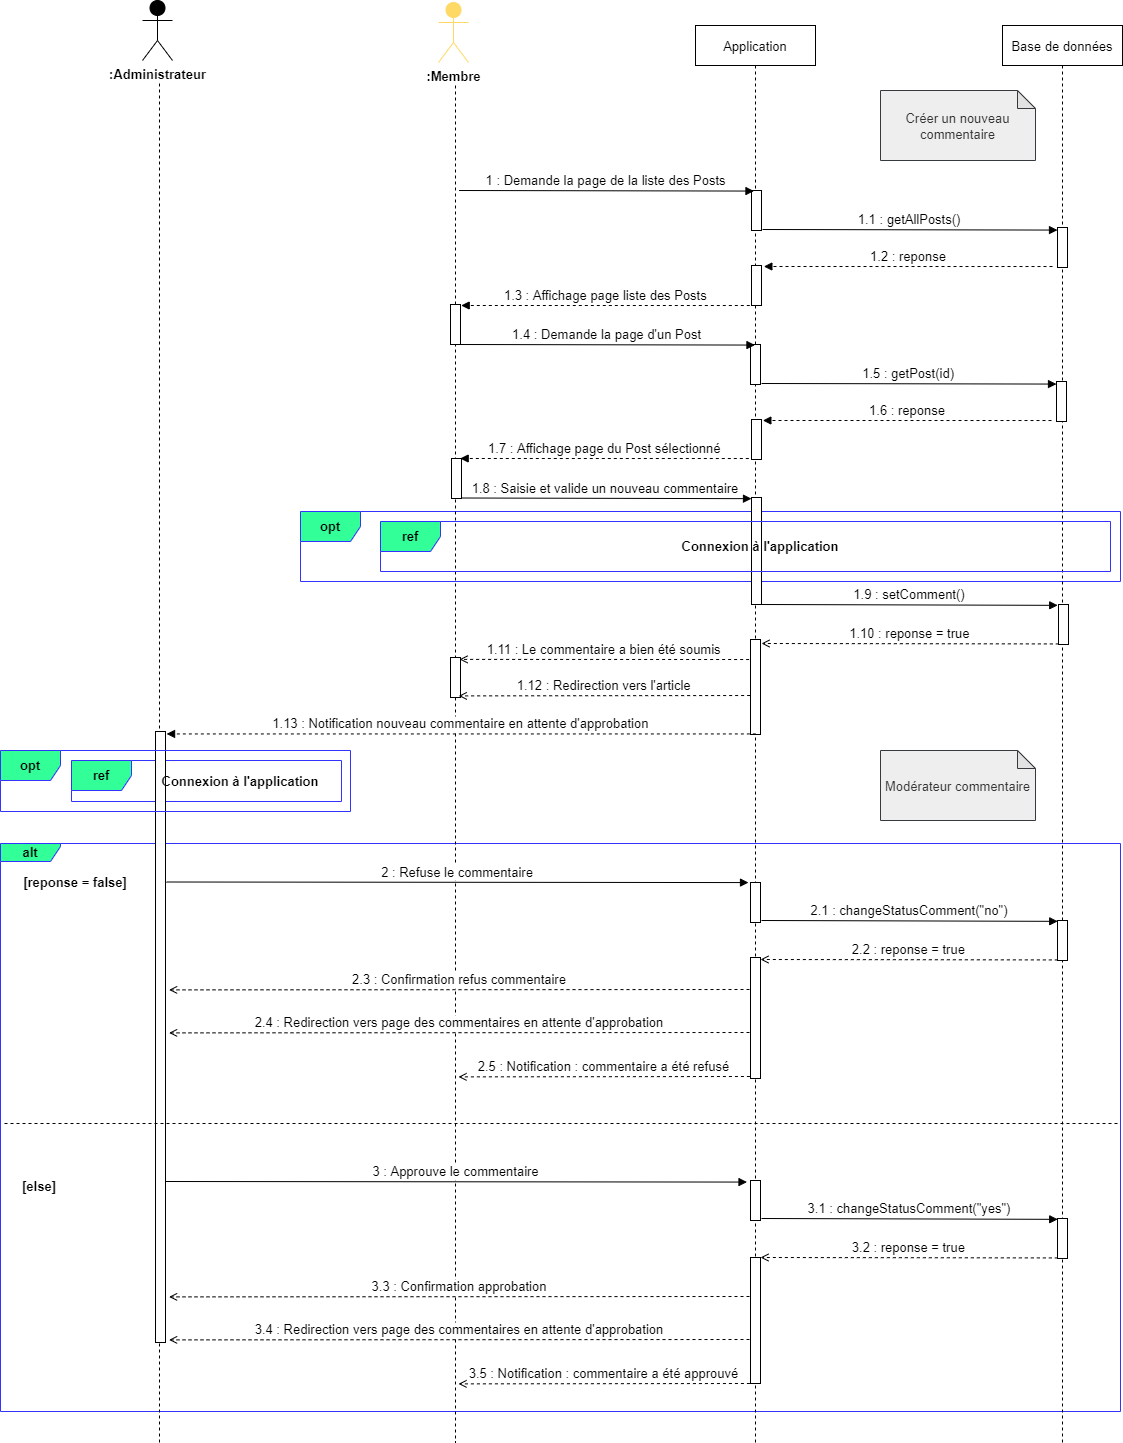 :Administrateur
:Membre
Application
Base de données
Créer un nouveau
commentaire
1 : Demande la page de la liste des Posts
1.1 : getAllPosts()
1.2 : reponse
1.3 : Affichage page liste des Posts
1.4 : Demande la page d'un Post
1.5 : getPost(id)
1.6 : reponse
1.7 : Affichage page du Post sélectionné
1.8 : Saisie et valide un nouveau commentaire
opt
ref
Connexion à l'application
1.9 : setComment()
1.10 : reponse = true
1.11 : Le commentaire a bien été soumis
1.12 : Redirection vers l'article
1.13 : Notification nouveau commentaire en attente d'approbation
opt
ref
Connexion à l'application
Modérateur commentaire
alt
[reponse = false]
2 : Refuse le commentaire
2.1 : changeStatusComment("no")
2.2 : reponse = true
2.3 : Confirmation refus commentaire
2.4 : Redirection vers page des commentaires en attente d'approbation
2.5 : Notification : commentaire a été refusé
[else]
3 : Approuve le commentaire
3.1 : changeStatusComment("yes")
3.2 : reponse = true
3.3 : Confirmation approbation
3.4 : Redirection vers page des commentaires en attente d'approbation
3.5 : Notification : commentaire a été approuvé